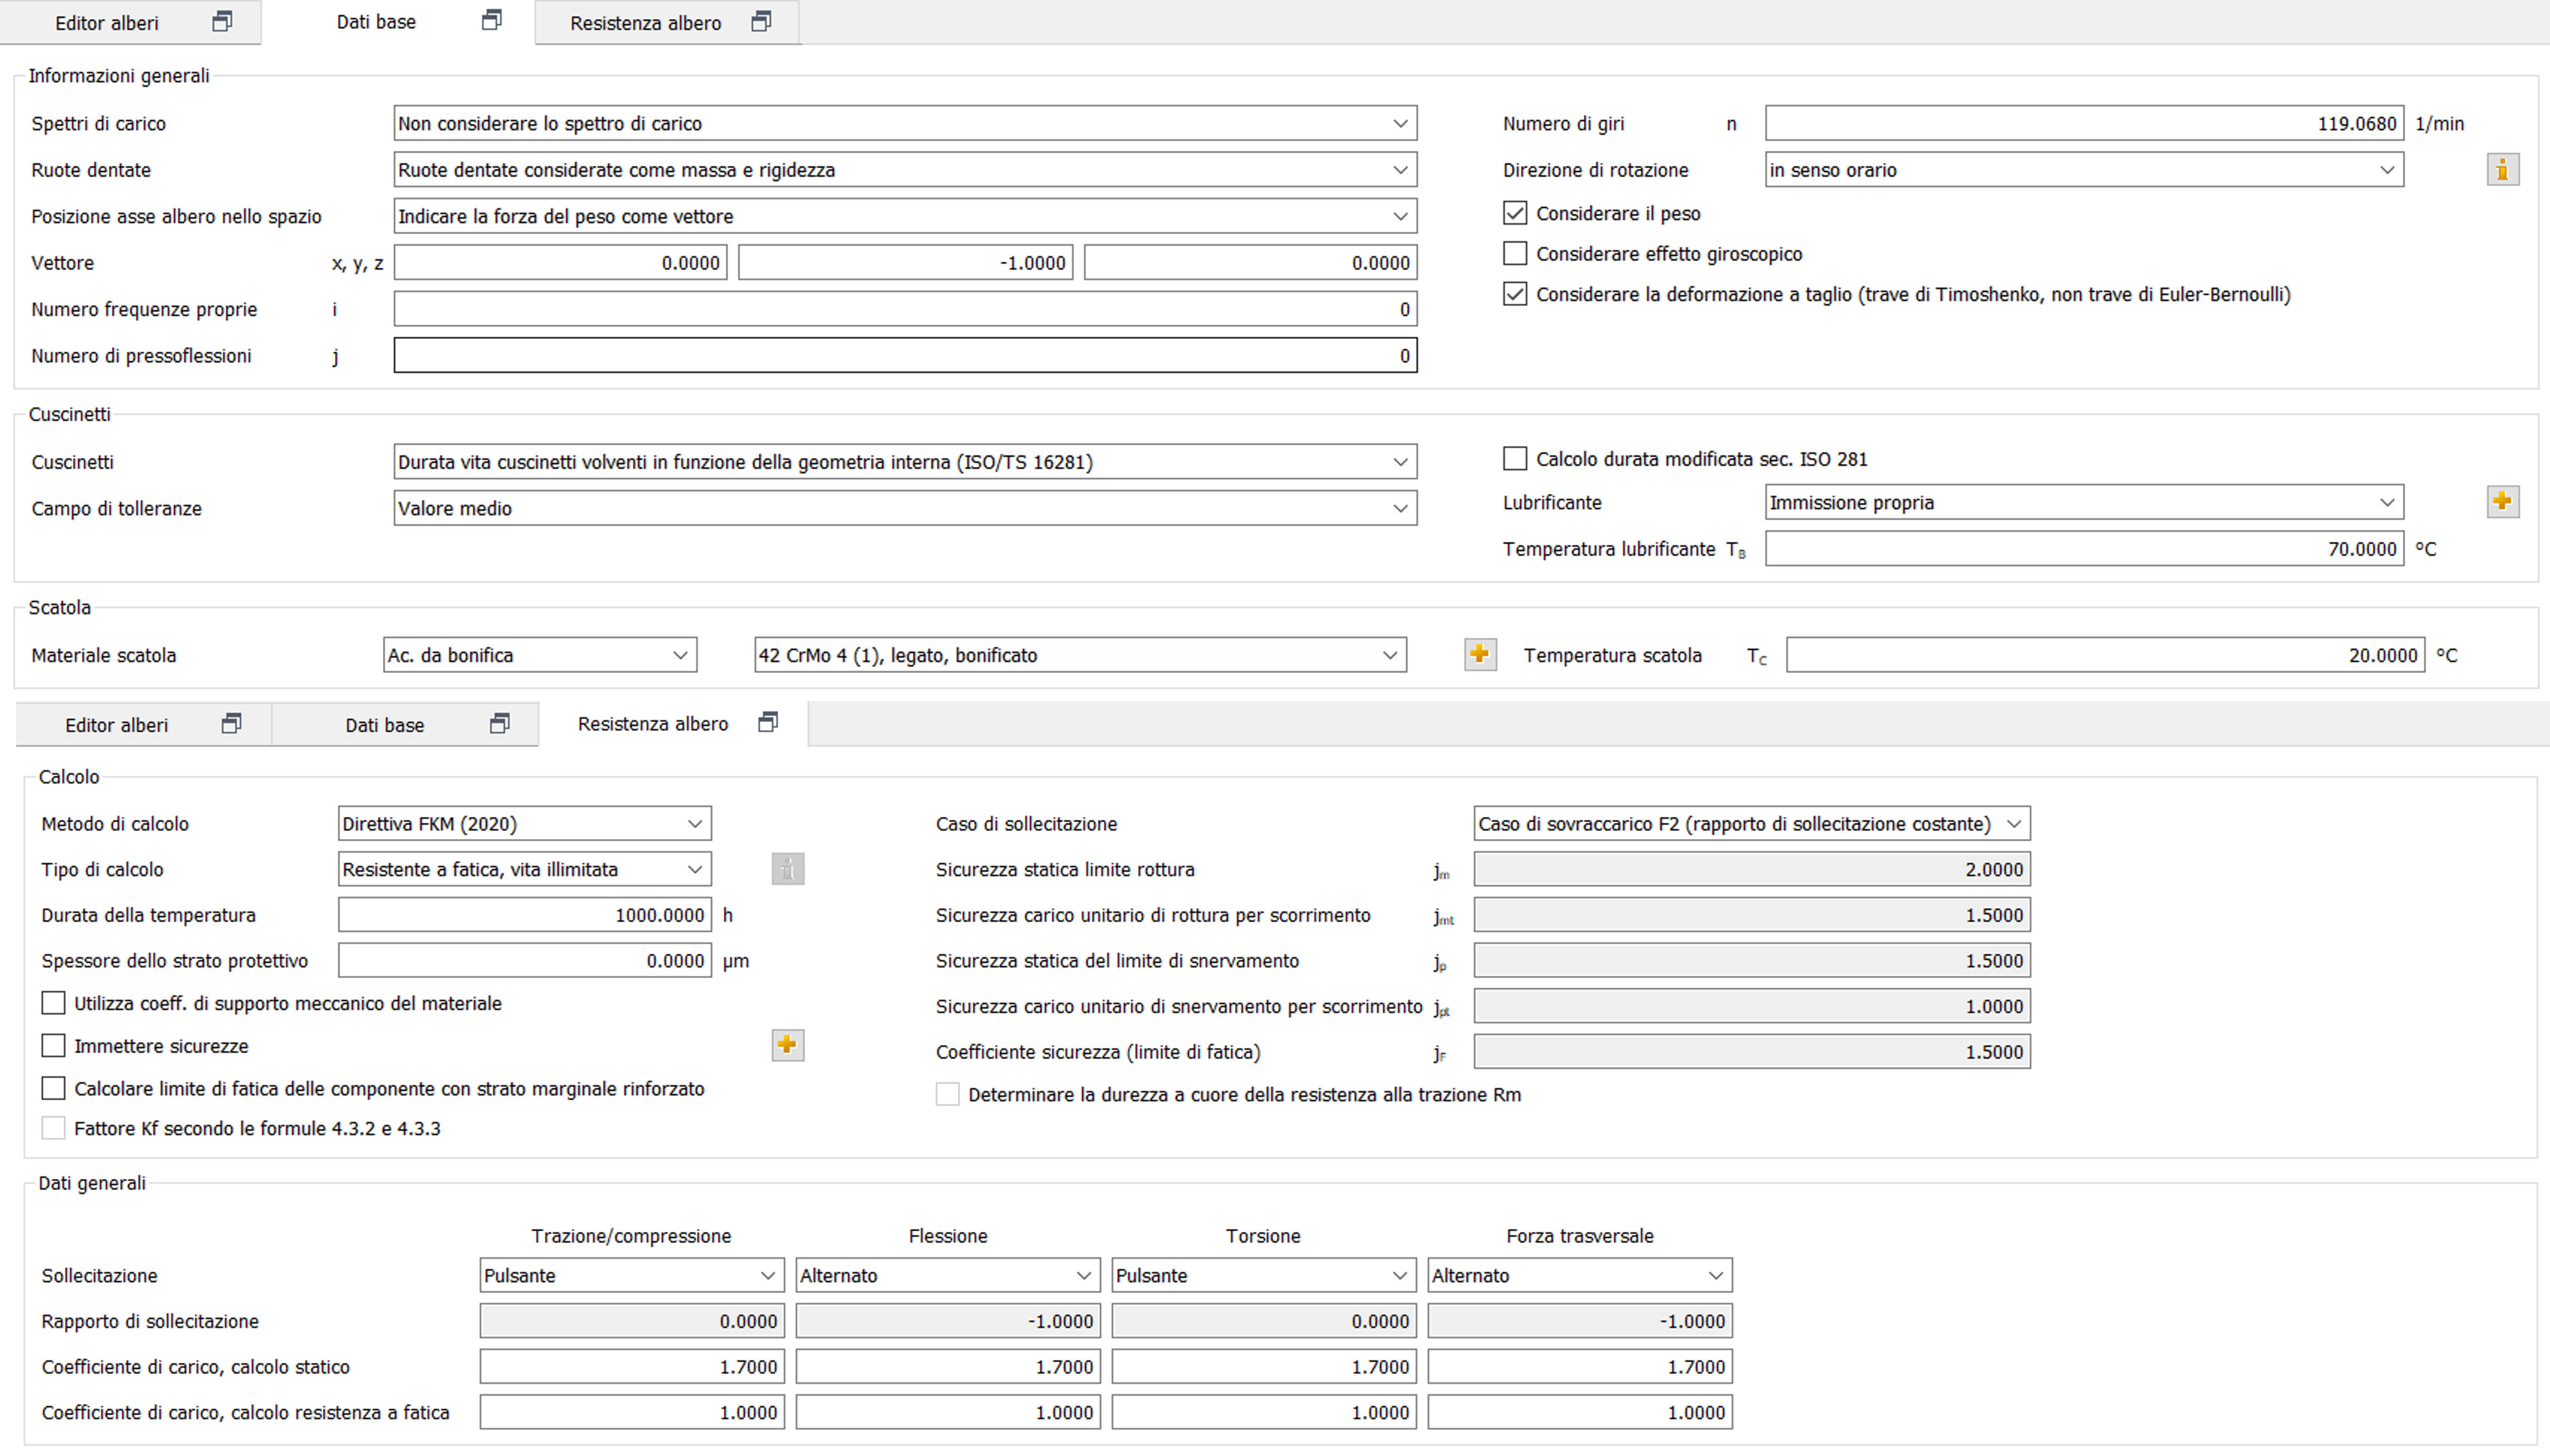 Editor alberi Dati base Resistenza albero
Informazioni generali
Spettri di carico Non considerare lo spettro di carico Numero di giri n 119.0680 1/min
Ruote dentate Ruote dentate considerate come massa e rigidezza Direzione di rotazione in senso orario
Posizione asse albero nello spazio Indicare la forza del peso come vettore Considerare il peso
Vettore x, y, z 0.0000 -1.0000 0.0000 Considerare effetto giroscopico
Numero frequenze proprie i 0 Considerare la deformazione a taglio (trave di Timoshenko, non trave di Euler-Bernoulli)
Numero di pressoflessioni j 0
Cuscinetti
Cuscinetti Durata vita cuscinetti volventi in funzione della geometria interna (ISO/TS 16281) Calcolo durata modificata sec. ISO 281
Campo di tolleranze Valore medio Lubrificante Immissione propria
Temperatura lubrificante T_B 70.0000 °C
Scatola
Materiale scatola Ac. da bonifica 42 CrMo 4 (1), legato, bonificato Temperatura scatola T_C 20.0000 °C
Editor alberi Dati base Resistenza albero
Calcolo
Metodo di calcolo Direttiva FKM (2020) Caso di sollecitazione Caso di sovraccarico F2 (rapporto di sollecitazione costante)
Tipo di calcolo Resistente a fatica, vita illimitata Sicurezza statica limite rottura j_m 2.0000
Durata della temperatura 1000.0000 h Sicurezza carico unitario di rottura per scorrimento j_mt 1.5000
Spessore dello strato protettivo 0.0000 µm Sicurezza statica del limite di snervamento j_p 1.5000
Utilizza coeff. di supporto meccanico del materiale Sicurezza carico unitario di snervamento per scorrimento j_pt 1.0000
Immettere sicurezze Coefficiente sicurezza (limite di fatica) j_F 1.5000
Calcolare limite di fatica delle componente con strato marginale rinforzato Determinare la durezza a cuore della resistenza alla trazione Rm
Fattore Kf secondo le formule 4.3.2 e 4.3.3
Dati generali
Trazione/compressione Flessione Torsione Forza trasversale
Sollecitazione Pulsante Alternato Pulsante Alternato
Rapporto di sollecitazione 0.0000 -1.0000 0.0000 -1.0000
Coefficiente di carico, calcolo statico 1.7000 1.7000 1.7000 1.7000
Coefficiente di carico, calcolo resistenza a fatica 1.0000 1.0000 1.0000 1.0000